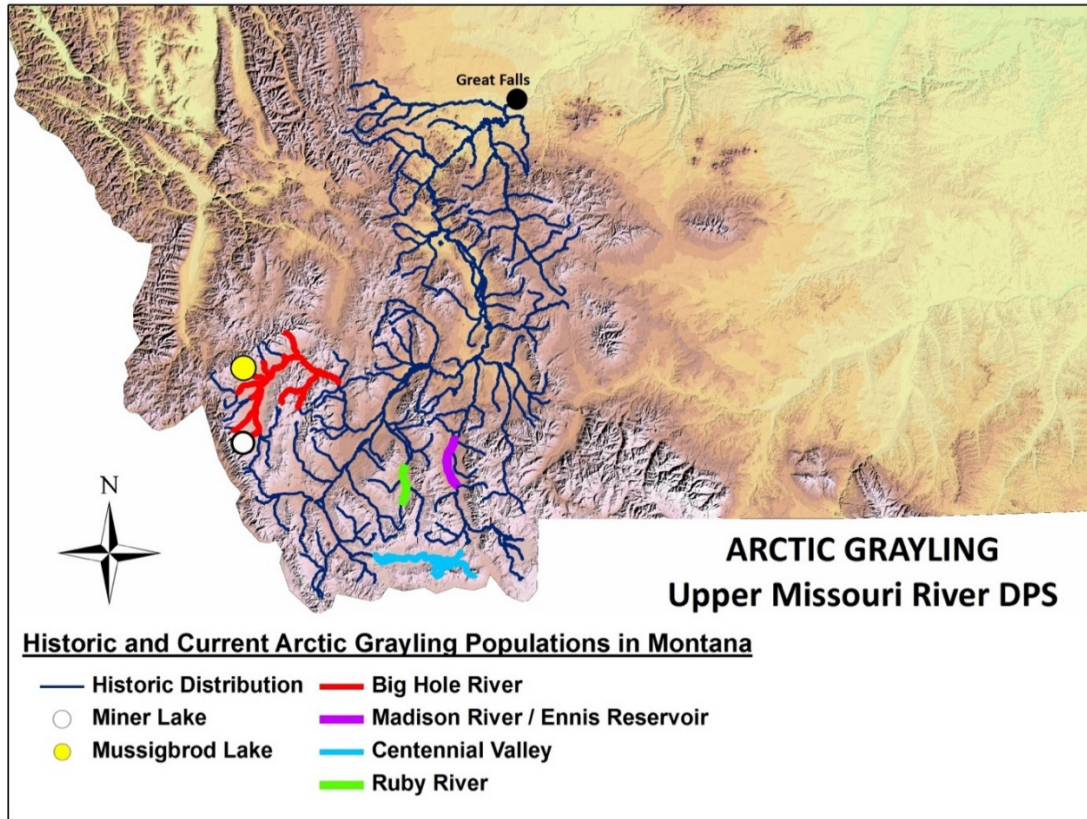 Great Falls
N
ARCTIC GRAYLING
Upper Missouri River DPS
Historic and Current Arctic Grayling Populations in Montana
Historic Distribution
Big Hole River
Miner Lake
Madison River / Ennis Reservoir
Mussigbrod Lake
Centennial Valley
Ruby River